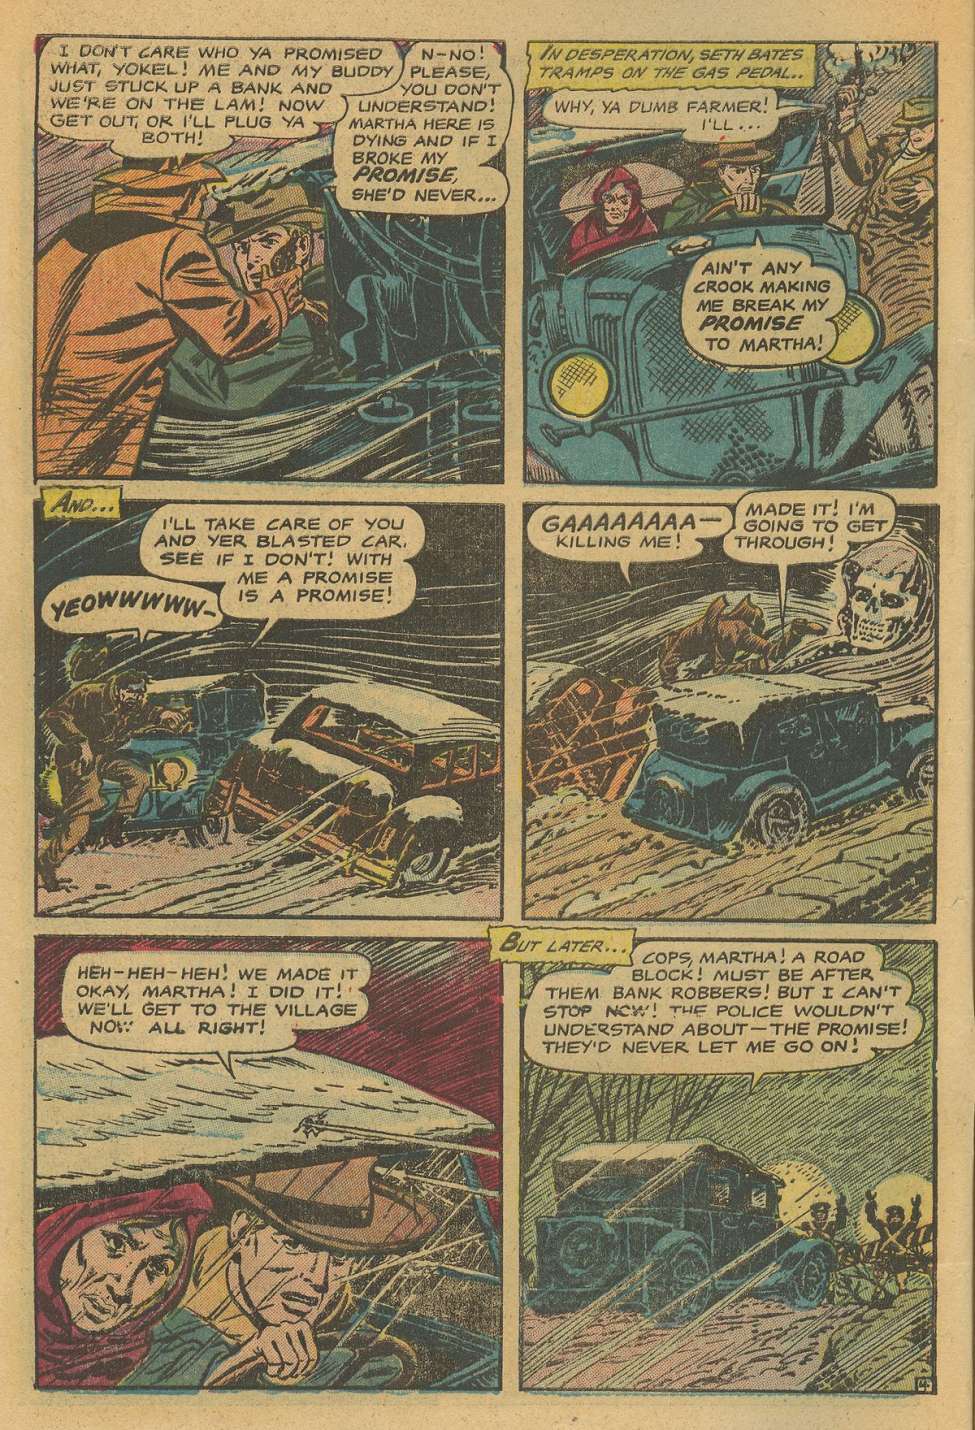 I DON'T CARE WHO YA PROMISED
WHAT, YOKEL! ME AND MY BUDDY
JUST STUCK UP A BANK AND
WE'RE ON THE LAM! NOW
GET OUT, OR I'LL PLUG YA
BOTH!
N-NO!
PLEASE,
YOU DON'T
UNDERSTAND!
MARTHA HERE IS
DYING AND IF I
BROKE MY
PROMISE,
SHE'D NEVER...
IN DESPERATION, SETH BATES
TRAMPS ON THE GAS PEDAL..
WHY, YA DUMB FARMER!
I'LL...
AIN'T ANY
CROOK MAKING
ME BREAK MY
PROMISE
TO MARTHA!
AND...
I'LL TAKE CARE OF YOU
AND YER BLASTED CAR.
SEE IF I DON'T! WITH
ME A PROMISE
IS A PROMISE!
YEOWWWWW-
GAAAAAAAA-
KILLING ME!
MADE IT! I'M
GOING TO GET
THROUGH!
HEH-HEH-HEH! WE MADE IT
OKAY, MARTHA! I DID IT!
WE'LL GET TO THE VILLAGE
NOW ALL RIGHT!
BUT LATER...
COPS, MARTHA! A ROAD
BLOCK! MUST BE AFTER
THEM BANK ROBBERS! BUT I CAN'T
STOP NOW! THE POLICE WOULDN'T
UNDERSTAND ABOUT—THE PROMISE!
THEY'D NEVER LET ME GO ON!
4